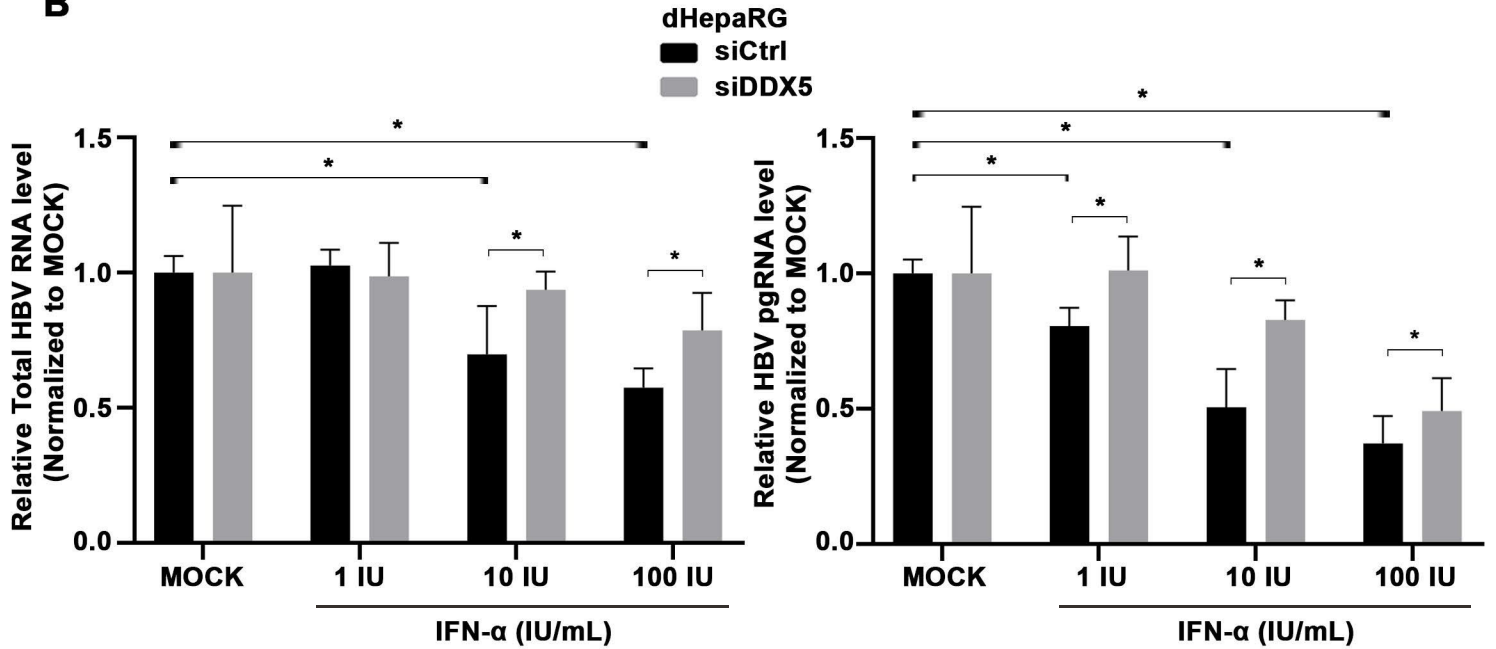 B
dHepaRG
siCtrl
siDDX5
Relative Total HBV RNA level
(Normalized to MOCK)
1.5
1.0
0.5
0.0
*
*
*
*
MOCK
1 IU
10 IU
100 IU
IFN-α (IU/mL)
Relative HBV pgRNA level
(Normalized to MOCK)
1.5
1.0
0.5
0.0
*
*
*
*
*
*
MOCK
1 IU
10 IU
100 IU
IFN-α (IU/mL)